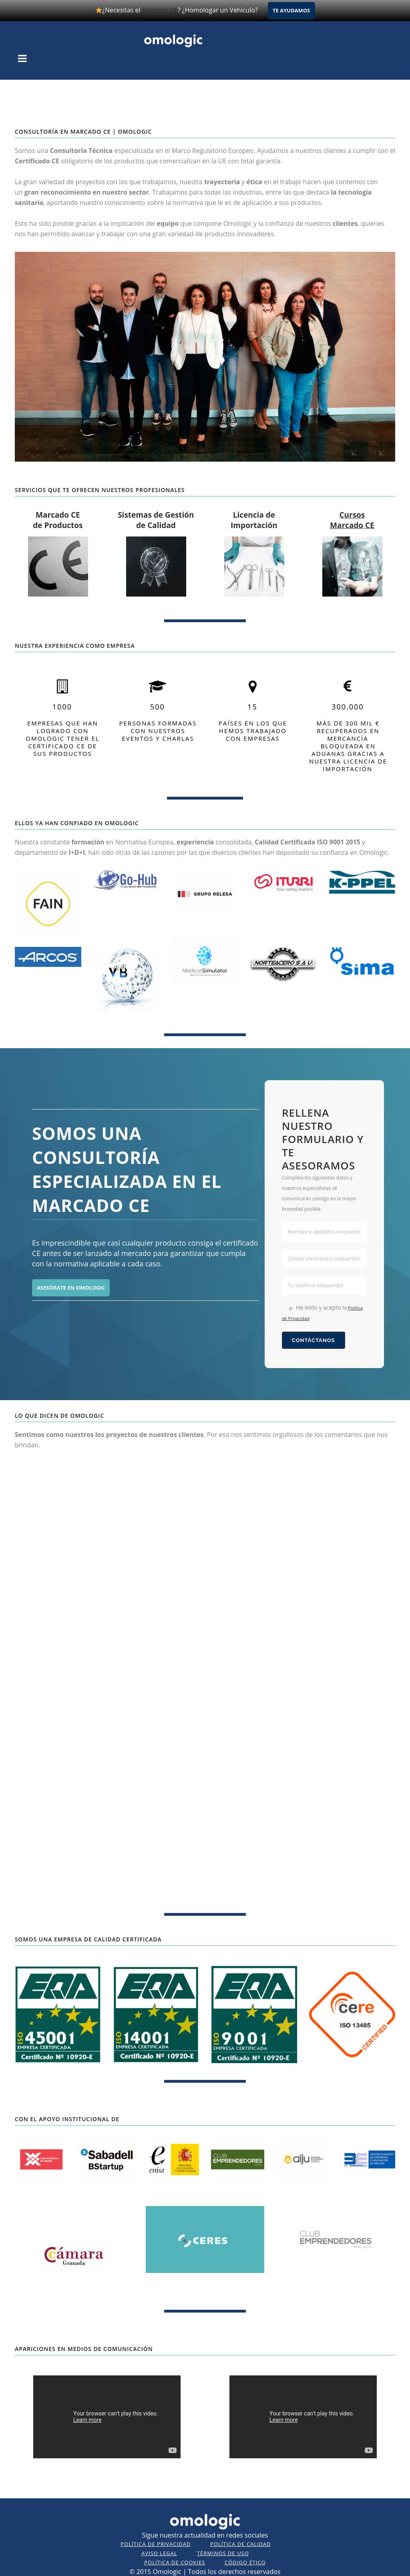 ¿Necesitas el ? ¿Homologar un Vehículo? TE AYUDAMOS
omologic
CONSULTORÍA EN MARCADO CE | OMOLOGIC
Somos una Consultoría Técnica especializada en el Marco Regulatorio Europeo. Ayudamos a nuestros clientes a cumplir con el
Certificado CE obligatorio de los productos que comercializan en la UE con total garantía.
La gran variedad de proyectos con los que trabajamos, nuestra trayectoria y ética en el trabajo hacen que contemos con
un gran reconocimiento en nuestro sector. Trabajamos para todas las industrias, entre las que destaca la tecnología
sanitaria, aportando nuestro conocimiento sobre la normativa que le es de aplicación a sus productos.
Esto ha sido posible gracias a la implicación del equipo que compone Omologic y la confianza de nuestros clientes, quienes
nos han permitido avanzar y trabajar con una gran variedad de productos innovadores.
SERVICIOS QUE TE OFRECEN NUESTROS PROFESIONALES
Marcado CE
de Productos
Sistemas de Gestión
de Calidad
Licencia de
Importación
Cursos
Marcado CE
NUESTRA EXPERIENCIA COMO EMPRESA
1000
EMPRESAS QUE HAN
LOGRADO CON
OMOLOGIC TENER EL
CERTIFICADO CE DE
SUS PRODUCTOS
500
PERSONAS FORMADAS
CON NUESTROS
EVENTOS Y CHARLAS
15
PAÍSES EN LOS QUE
HEMOS TRABAJADO
CON EMPRESAS
300.000
MÁS DE 300 MIL €
RECUPERADOS EN
MERCANCÍA
BLOQUEADA EN
ADUANAS GRACIAS A
NUESTRA LICENCIA DE
IMPORTACIÓN
ELLOS YA HAN CONFIADO EN OMOLOGIC
Nuestra constante formación en Normativa Europea, experiencia consolidada, Calidad Certificada ISO 9001 2015 y
departamento de I+D+I, han sido otras de las razones por las que diversos clientes han depositado su confianza en Omologic.
FAIN
Go-Hub
GRUPO RELESA
ITURRI
Your safety matters
K-PPEL
ARCOS
VB
MedicalSimulator
NORTEACERO S.A.U.
sima
SOMOS UNA
CONSULTORÍA
ESPECIALIZADA EN EL
MARCADO CE
Es imprescindible que casi cualquier producto consiga el certificado
CE antes de ser lanzado al mercado para garantizar que cumpla
con la normativa aplicable a cada caso.
ASESÓRATE EN OMOLOGIC
RELLENA
NUESTRO
FORMULARIO Y
TE
ASESORAMOS
Completa los siguientes datos y
nuestros especialistas se
comunicarán contigo en la mayor
brevedad posible.
Nombre y apellidos (requerido)
Correo electrónico (requerido)
Tu teléfono (requerido)
He leído y acepto la Política
de Privacidad
CONTÁCTANOS
LO QUE DICEN DE OMOLOGIC
Sentimos como nuestros los proyectos de nuestros clientes. Por eso nos sentimos orgullosos de los comentarios que nos
brindan.
SOMOS UNA EMPRESA DE CALIDAD CERTIFICADA
EQA
ISO 45001
EMPRESA CERTIFICADA
Certificado Nº 10920-E
EQA
ISO 14001
EMPRESA CERTIFICADA
Certificado Nº 10920-E
EQA
ISO 9001
EMPRESA CERTIFICADA
Certificado Nº 10920-E
cere
ISO 13485
CERTIFIED
CON EL APOYO INSTITUCIONAL DE
Sabadell
BStartup
enisa
CLUB
EMPRENDEDORES
aiju
Cámara
Granada
CERES
CLUB
EMPRENDEDORES
APARICIONES EN MEDIOS DE COMUNICACIÓN
Your browser can't play this video.
Learn more
Your browser can't play this video.
Learn more
omologic
Sigue nuestra actualidad en redes sociales
POLÍTICA DE PRIVACIDAD POLÍTICA DE CALIDAD
AVISO LEGAL TÉRMINOS DE USO
POLÍTICA DE COOKIES CÓDIGO ÉTICO
© 2015 Omologic | Todos los derechos reservados